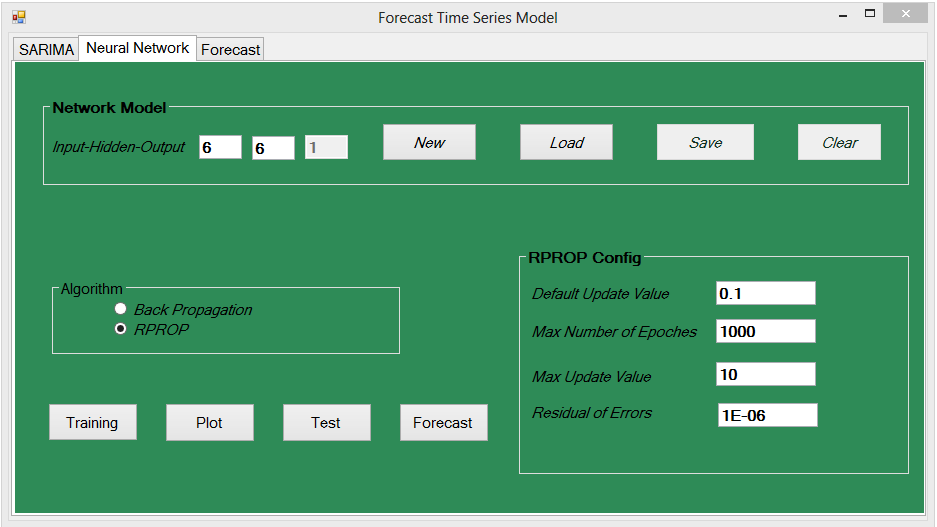 Forecast Time Series Model
SARIMA Neural Network Forecast
Network Model
Input-Hidden-Output 6 6 1 New Load Save Clear
Algorithm
Back Propagation
RPROP
RPROP Config
Default Update Value 0.1
Max Number of Epoches 1000
Max Update Value 10
Residual of Errors 1E-06
Training Plot Test Forecast